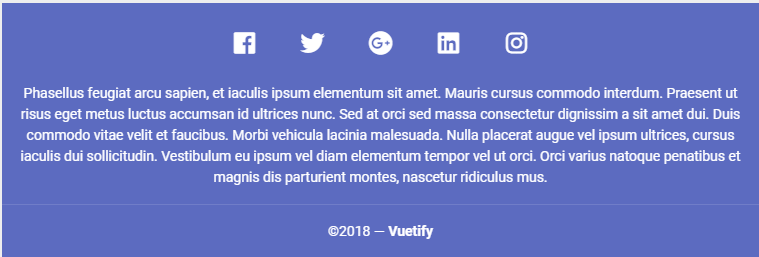 Phasellus feugiat arcu sapien, et iaculis ipsum elementum sit amet. Mauris cursus commodo interdum. Praesent ut
risus eget metus luctus accumsan id ultrices nunc. Sed at orci sed massa consectetur dignissim a sit amet dui. Duis
commodo vitae velit et faucibus. Morbi vehicula lacinia malesuada. Nulla placerat augue vel ipsum ultrices, cursus
iaculis dui sollicitudin. Vestibulum eu ipsum vel diam elementum tempor vel ut orci. Orci varius natoque penatibus et
magnis dis parturient montes, nascetur ridiculus mus.
©2018 — Vuetify